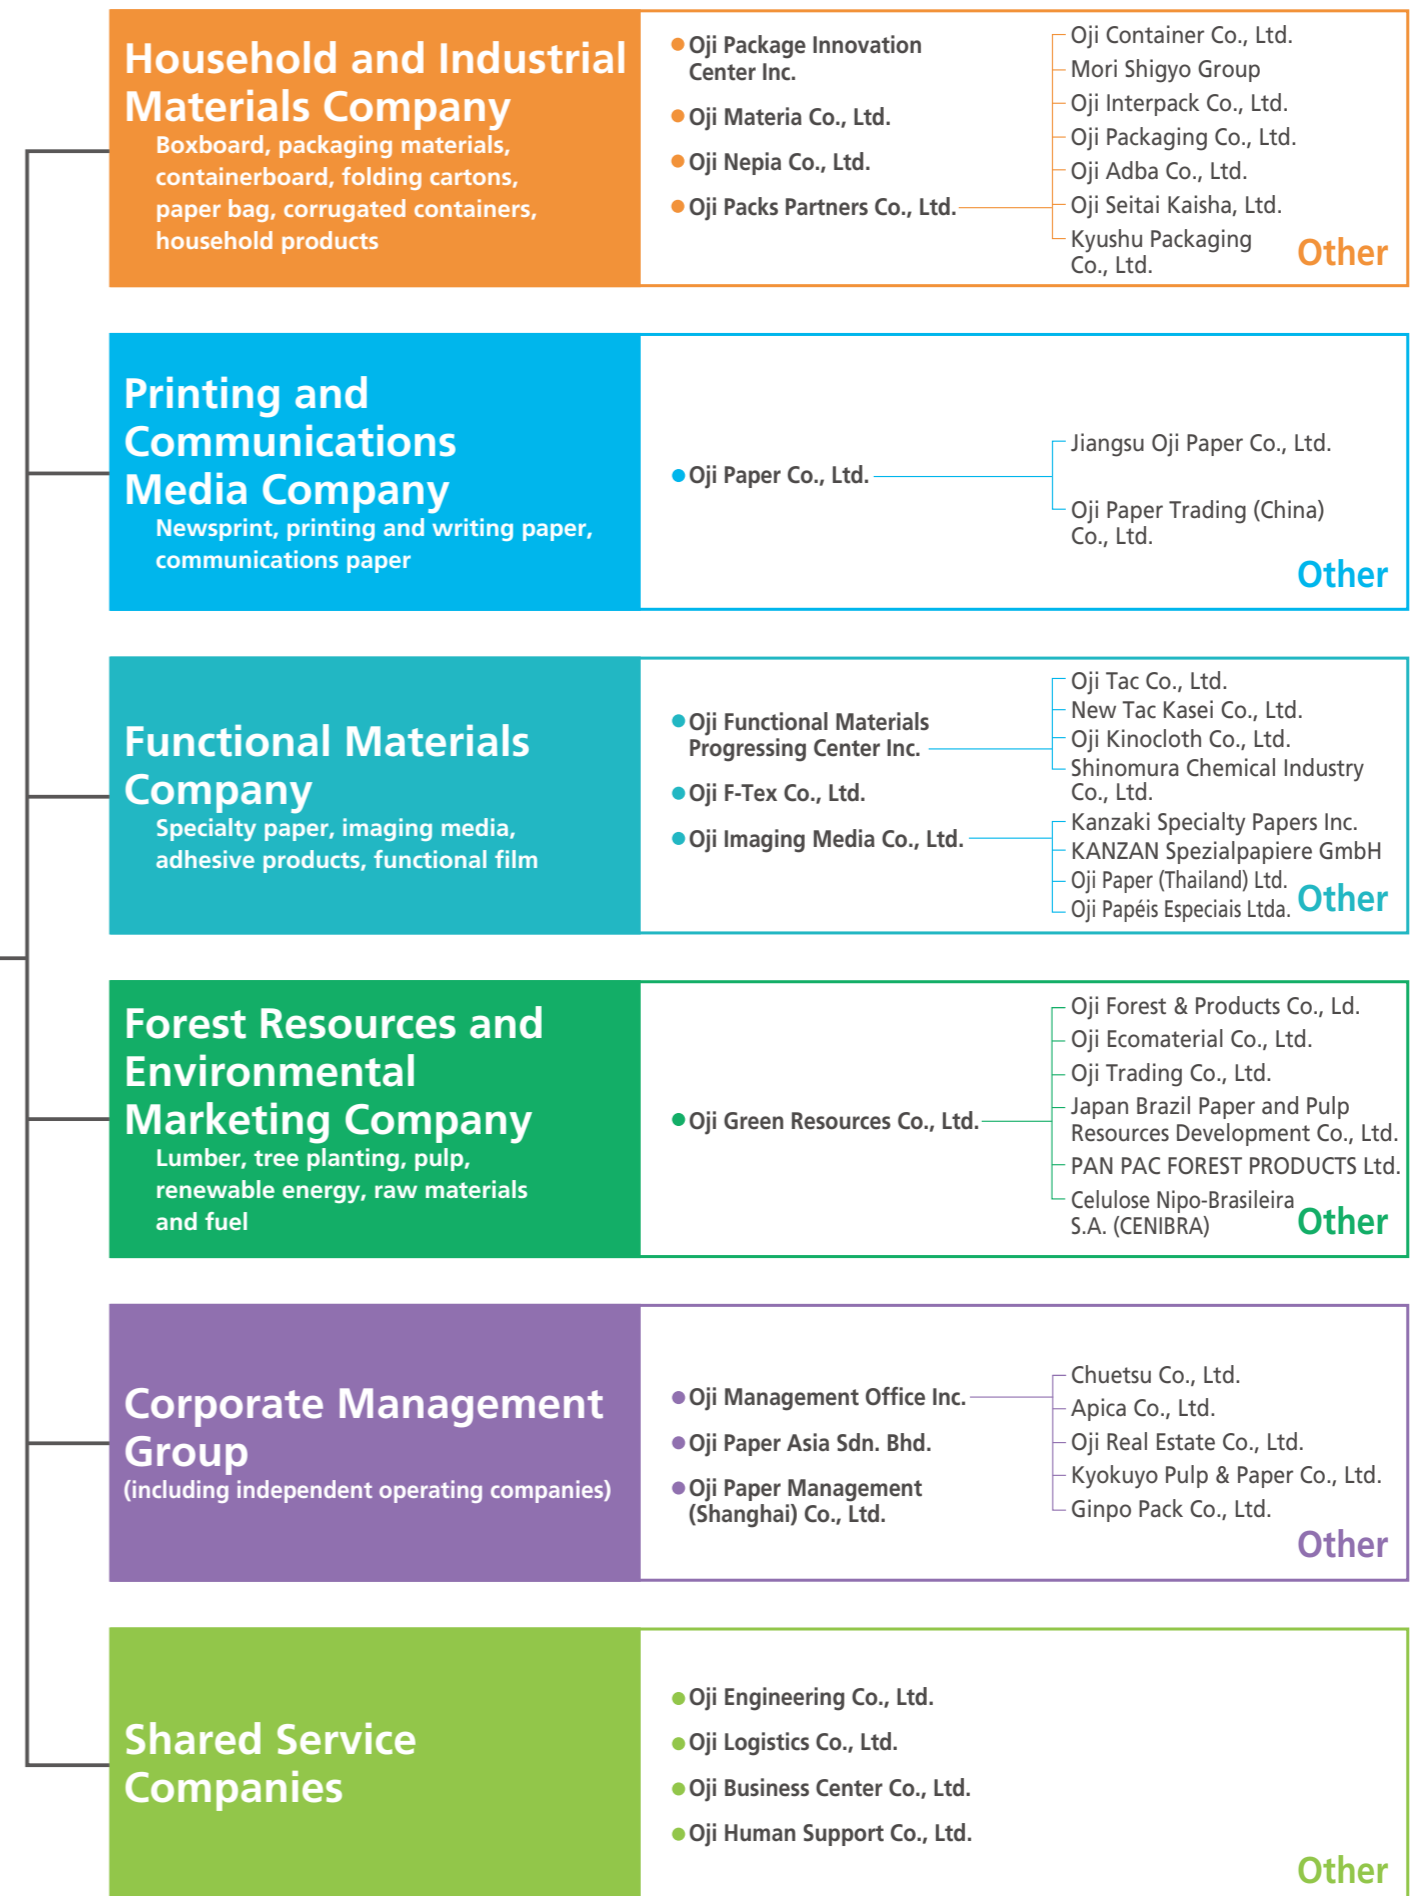 Household and Industrial
Materials Company
Boxboard, packaging materials,
containerboard, folding cartons,
paper bag, corrugated containers,
household products
Oji Package Innovation
Center Inc.
Oji Materia Co., Ltd.
Oji Nepia Co., Ltd.
Oji Packs Partners Co., Ltd.
Oji Container Co., Ltd.
Mori Shigyo Group
Oji Interpack Co., Ltd.
Oji Packaging Co., Ltd.
Oji Adba Co., Ltd.
Oji Seitai Kaisha, Ltd.
Kyushu Packaging
Co., Ltd.
Other
Printing and
Communications
Media Company
Newsprint, printing and writing paper,
communications paper
Oji Paper Co., Ltd.
Jiangsu Oji Paper Co., Ltd.
Oji Paper Trading (China)
Co., Ltd.
Other
Functional Materials
Company
Specialty paper, imaging media,
adhesive products, functional film
Oji Functional Materials
Progressing Center Inc.
Oji F-Tex Co., Ltd.
Oji Imaging Media Co., Ltd.
Oji Tac Co., Ltd.
New Tac Kasei Co., Ltd.
Oji Kinocloth Co., Ltd.
Shinomura Chemical Industry
Co., Ltd.
Kanzaki Specialty Papers Inc.
KANZAN Spezialpapiere GmbH
Oji Paper (Thailand) Ltd.
Oji Papéis Especiais Ltda.
Other
Forest Resources and
Environmental
Marketing Company
Lumber, tree planting, pulp,
renewable energy, raw materials
and fuel
Oji Green Resources Co., Ltd.
Oji Forest & Products Co., Ld.
Oji Ecomaterial Co., Ltd.
Oji Trading Co., Ltd.
Japan Brazil Paper and Pulp
Resources Development Co., Ltd.
PAN PAC FOREST PRODUCTS Ltd.
Celulose Nipo-Brasileira
S.A. (CENIBRA)
Other
Corporate Management
Group
(including independent operating companies)
Oji Management Office Inc.
Oji Paper Asia Sdn. Bhd.
Oji Paper Management
(Shanghai) Co., Ltd.
Chuetsu Co., Ltd.
Apica Co., Ltd.
Oji Real Estate Co., Ltd.
Kyokuyo Pulp & Paper Co., Ltd.
Ginpo Pack Co., Ltd.
Other
Shared Service
Companies
Oji Engineering Co., Ltd.
Oji Logistics Co., Ltd.
Oji Business Center Co., Ltd.
Oji Human Support Co., Ltd.
Other